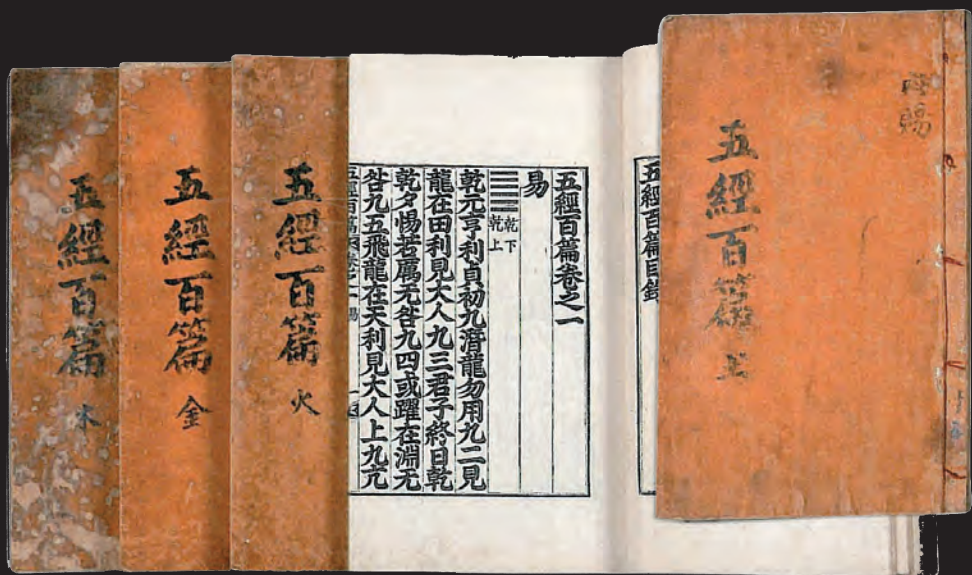 內賜
五經百篇 土
五經百篇目錄
五經百篇卷之一
易
乾下
乾上
乾元亨利貞初九潛龍勿用九二見
龍在田利見大人九三君子終日乾
乾夕惕若厲无咎九四或躍在淵无
咎九五飛龍在天利見大人上九亢
五經百篇 火
五經百篇 金
五經百篇 水